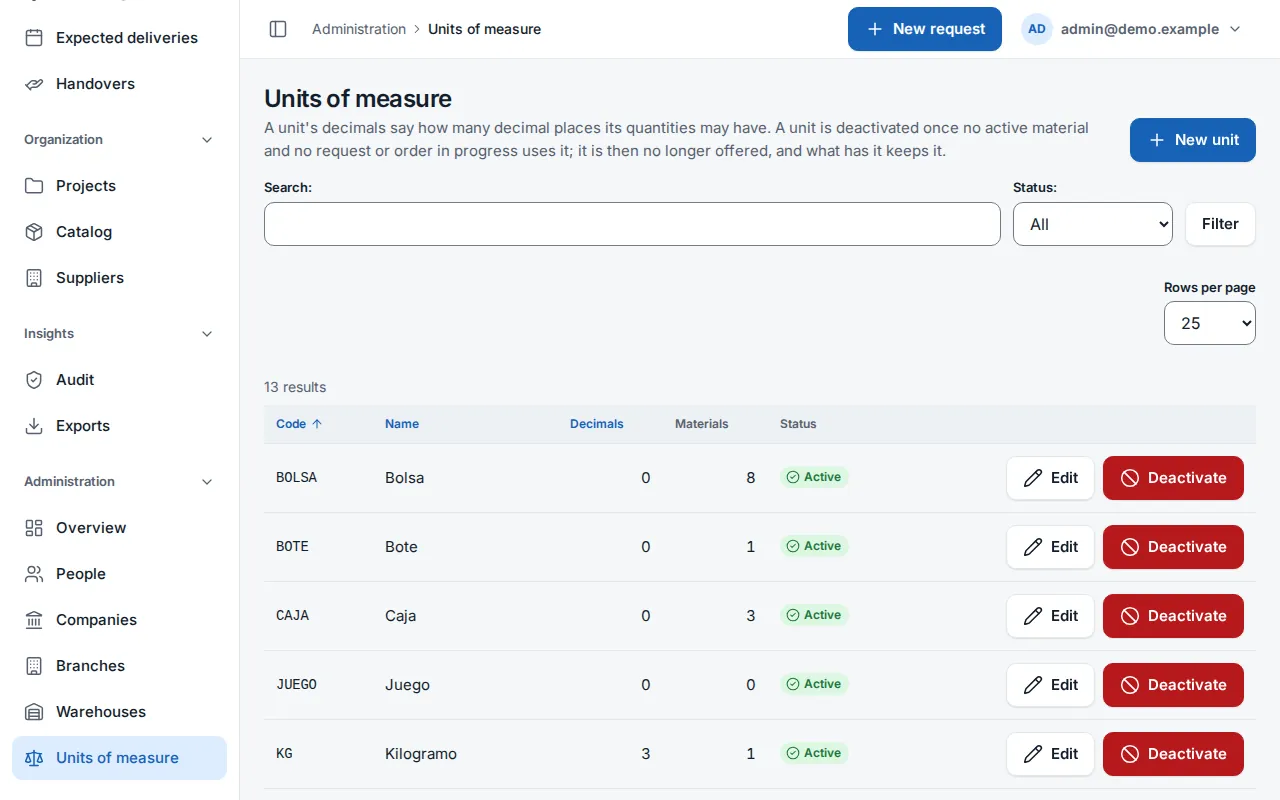 Expected deliveries
Handovers
Organization
Projects
Catalog
Suppliers
Insights
Audit
Exports
Administration
Overview
People
Companies
Branches
Warehouses
Units of measure
Administration > Units of measure
New request
AD admin@demo.example
Units of measure
A unit's decimals say how many decimal places its quantities may have. A unit is deactivated once no active material
and no request or order in progress uses it; it is then no longer offered, and what has it keeps it.
New unit
Search:
Status:
All
Filter
Rows per page
25
13 results
Code ↑ Name Decimals Materials Status
BOLSA Bolsa 0 8 Active Edit Deactivate
BOTE Bote 0 1 Active Edit Deactivate
CAJA Caja 0 3 Active Edit Deactivate
JUEGO Juego 0 0 Active Edit Deactivate
KG Kilogramo 3 1 Active Edit Deactivate